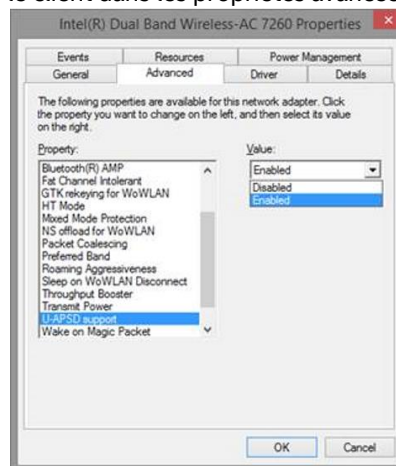 client dans les propriétés
Intel(R) Dual Band Wireless-AC 7260 Properties
Events Resources Power Management
General Advanced Driver Details
The following properties are available for this network adapter. Click
the property you want to change on the left, and then select its value
on the right.
Property: Value:
Bluetooth(R) AMP
Fat Channel Intolerant
GTK rekeying for WoWLAN
HT Mode
Mixed Mode Protection
NS offload for WoWLAN
Packet Coalescing
Preferred Band
Roaming Aggressiveness
Sleep on WoWLAN Disconnect
Throughput Booster
Transmit Power
U-APSD support
Wake on Magic Packet
Enabled
Disabled
Enabled
OK Cancel